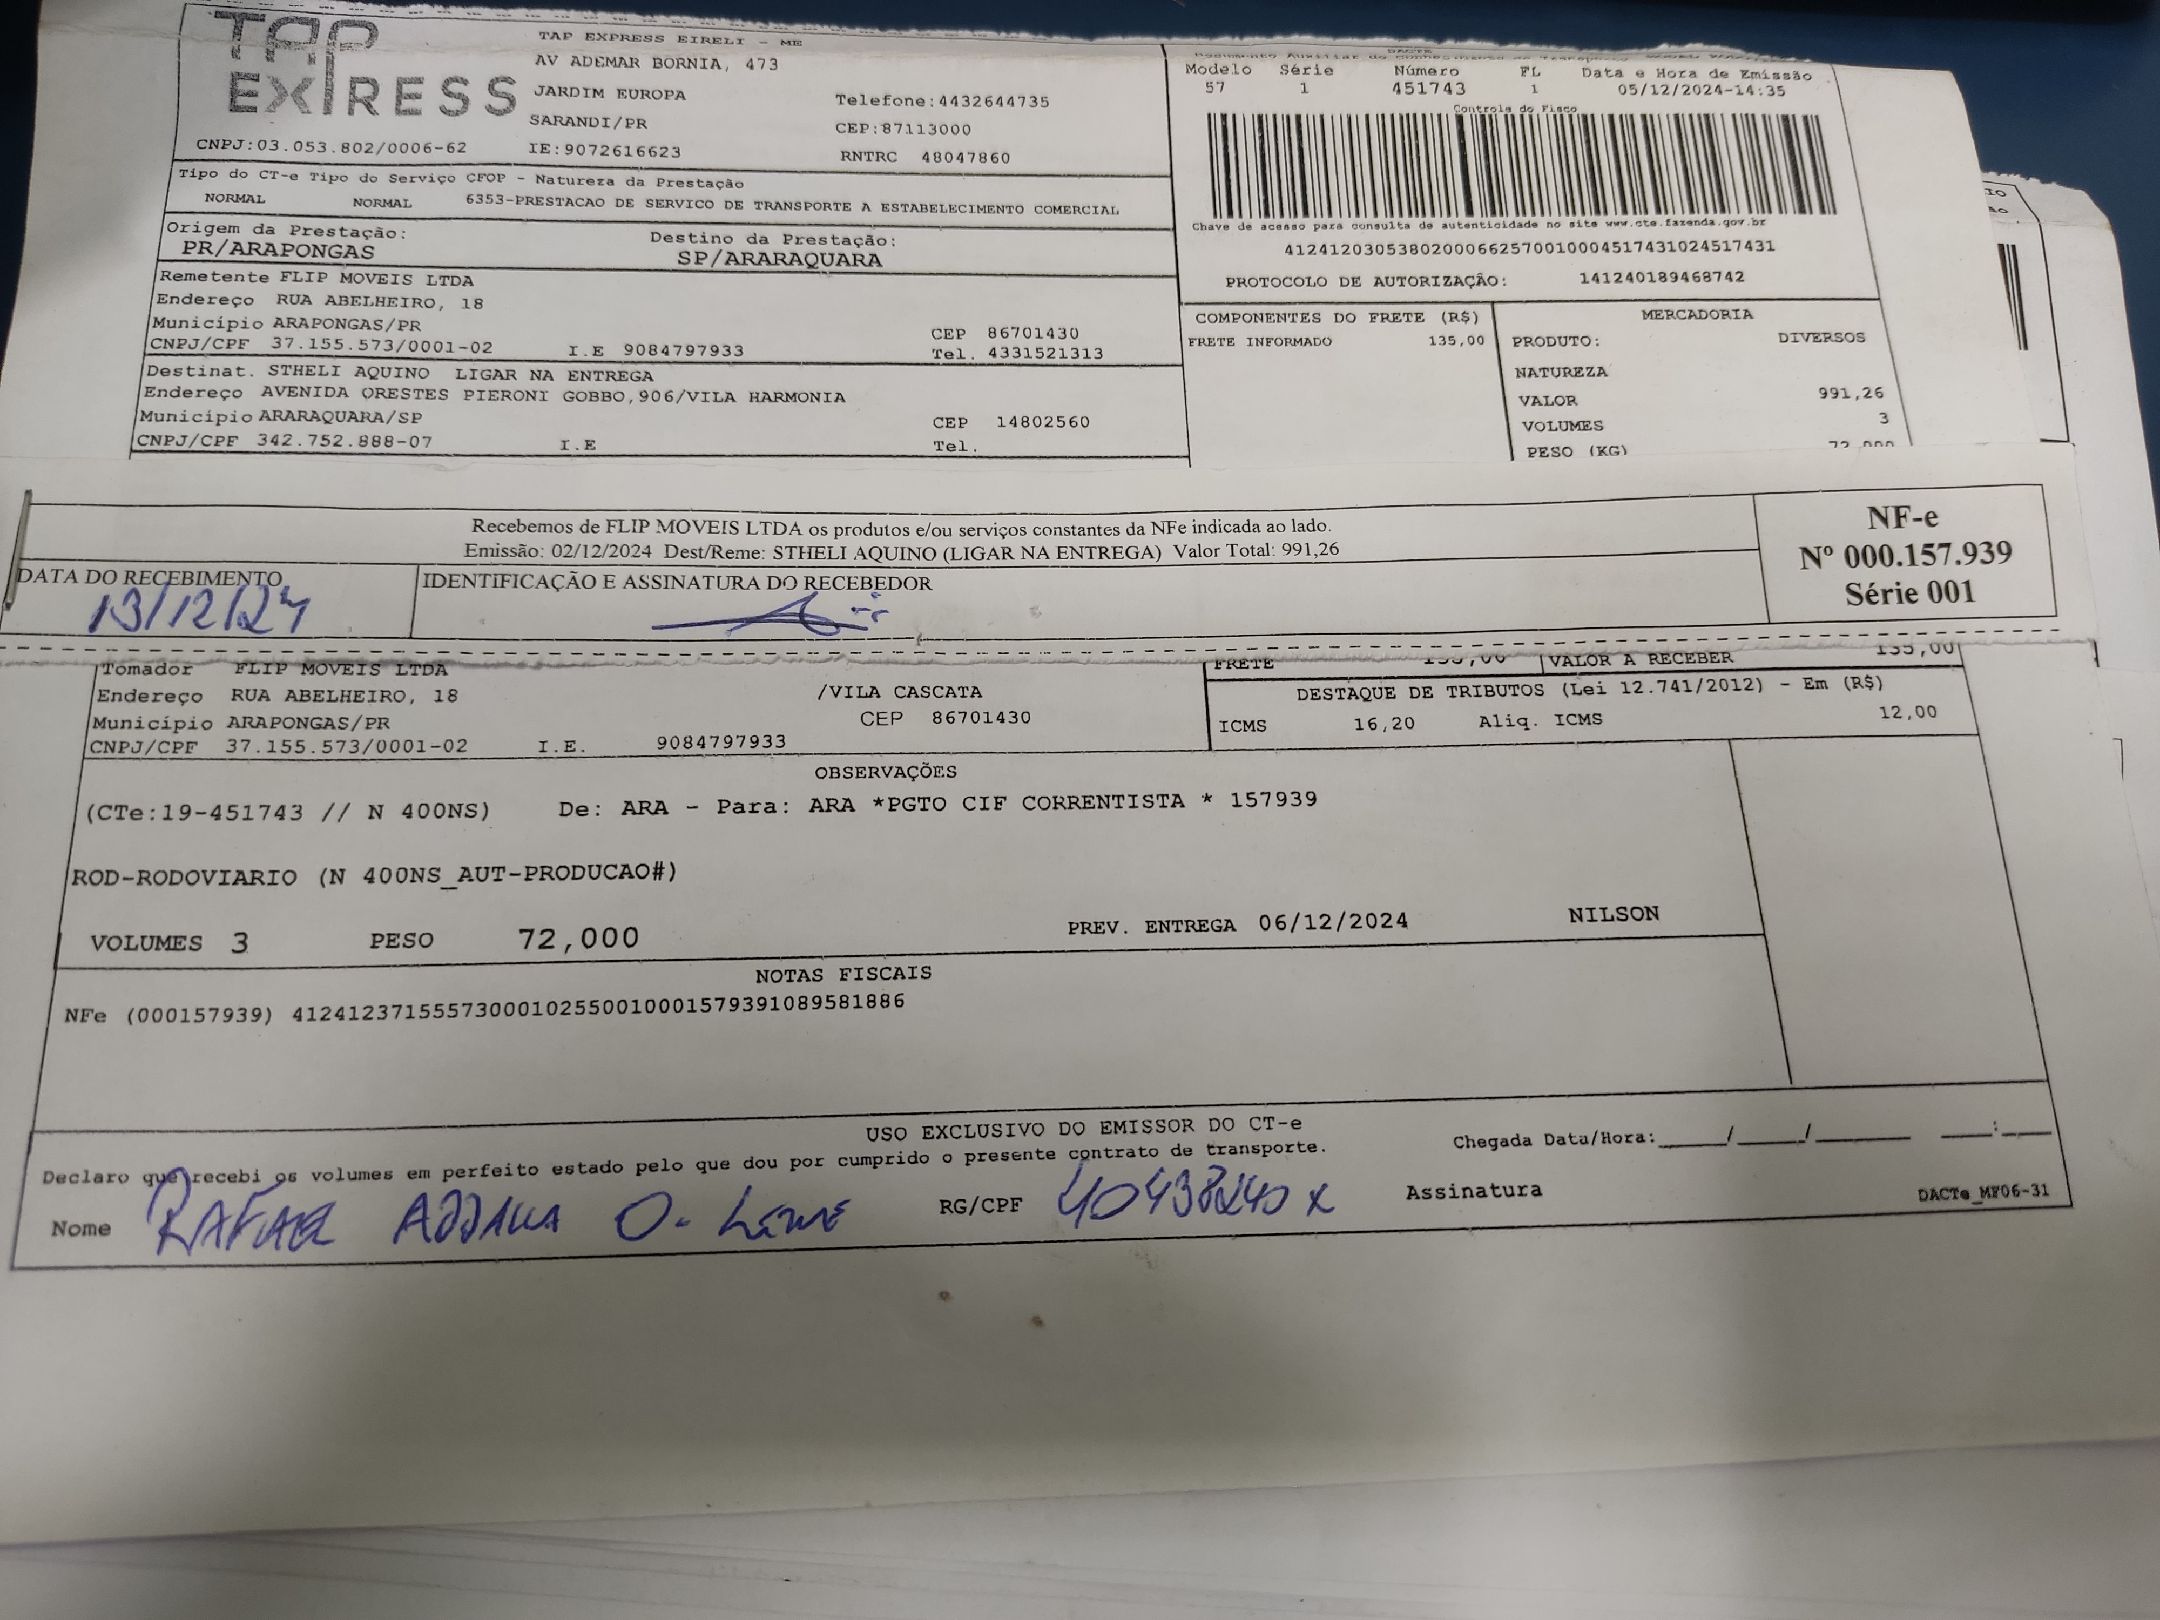 TAP
EXPRESS
TAP EXPRESS EIRELI - ME
AV ADEMAR BORNIA, 473
JARDIM EUROPA Telefone:4432644735
SARANDI/PR CEP:87113000
CNPJ:03.053.802/0006-62 IE:9072616623 RNTRC 48047860
Tipo do CT-e Tipo do Serviço CFOP - Natureza da Prestação
NORMAL NORMAL 6353-PRESTACAO DE SERVICO DE TRANSPORTE A ESTABELECIMENTO COMERCIAL
Origem da Prestação: Destino da Prestação:
PR/ARAPONGAS SP/ARARAQUARA
Remetente FLIP MOVEIS LTDA
Endereço RUA ABELHEIRO, 18
Município ARAPONGAS/PR CEP 86701430
CNPJ/CPF 37.155.573/0001-02 I.E 9084797933 Tel. 4331521313
Destinat. STHELI AQUINO LIGAR NA ENTREGA
Endereço AVENIDA ORESTES PIERONI GOBBO,906/VILA HARMONIA
Município ARARAQUARA/SP CEP 14802560
CNPJ/CPF 342.752.888-07 I.E Tel.
DACTE
Modelo Série Número FL Data e Hora de Emissão
57 1 451743 1 05/12/2024-14:35
Controle do Fisco
Chave de acesso para consulta de autenticidade no site www.cte.fazenda.gov.br
41241203053802000662570010004517431024517431
PROTOCOLO DE AUTORIZAÇÃO: 141240189468742
COMPONENTES DO FRETE (R$)
FRETE INFORMADO 135,00
MERCADORIA
PRODUTO: DIVERSOS
NATUREZA
VALOR 991,26
VOLUMES 3
PESO (KG) 72,000
Recebemos de FLIP MOVEIS LTDA os produtos e/ou serviços constantes da NFe indicada ao lado.
Emissão: 02/12/2024 Dest/Reme: STHELI AQUINO (LIGAR NA ENTREGA) Valor Total: 991,26
DATA DO RECEBIMENTO IDENTIFICAÇÃO E ASSINATURA DO RECEBEDOR
13/12/24
NF-e
Nº 000.157.939
Série 001
Tomador FLIP MOVEIS LTDA
Endereço RUA ABELHEIRO, 18 /VILA CASCATA
Município ARAPONGAS/PR CEP 86701430
CNPJ/CPF 37.155.573/0001-02 I.E. 9084797933
FRETE 135,00 VALOR A RECEBER 135,00
DESTAQUE DE TRIBUTOS (Lei 12.741/2012) - Em (R$)
ICMS 16,20 Aliq. ICMS 12,00
OBSERVAÇÕES
(CTe:19-451743 // N 400NS) De: ARA - Para: ARA *PGTO CIF CORRENTISTA * 157939
ROD-RODOVIARIO (N 400NS_AUT-PRODUCAO#)
VOLUMES 3 PESO 72,000 PREV. ENTREGA 06/12/2024 NILSON
NOTAS FISCAIS
NFe (000157939) 41241237155573000102550010001579391089581886
USO EXCLUSIVO DO EMISSOR DO CT-e
Declaro que recebi os volumes em perfeito estado pelo que dou por cumprido o presente contrato de transporte. Chegada Data/Hora:____/____/______ ____:____
Nome RAFAEL ABDALLA O. LIME RG/CPF 40438240x Assinatura
DACTe_MF06-31